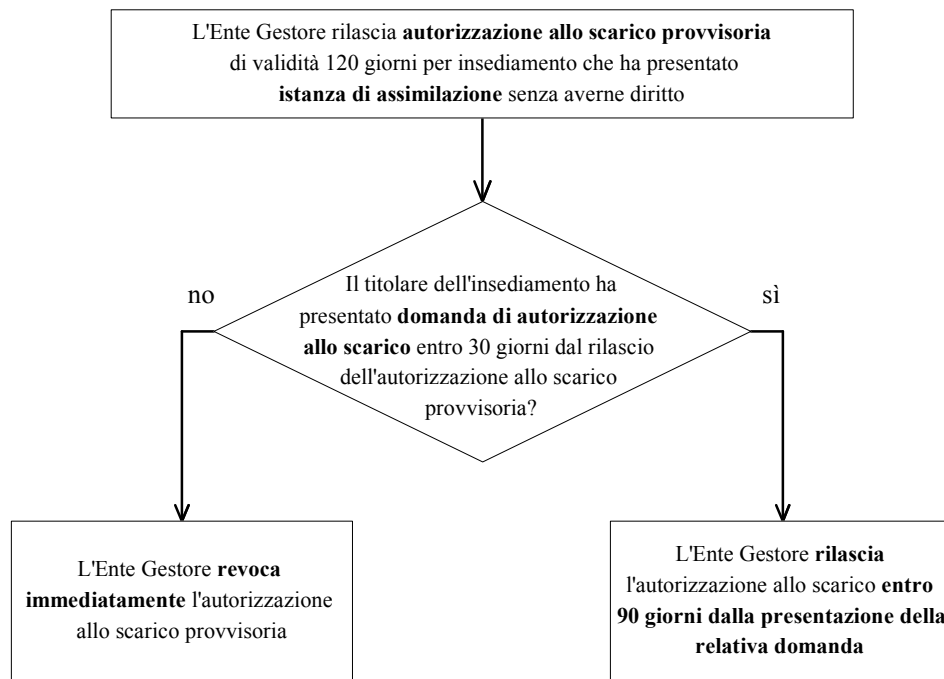 L'Ente Gestore rilascia autorizzazione allo scarico provvisoria
di validità 120 giorni per insediamento che ha presentato
istanza di assimilazione senza averne diritto
no
sì
Il titolare dell'insediamento ha
presentato domanda di autorizzazione
allo scarico entro 30 giorni dal rilascio
dell'autorizzazione allo scarico
provvisoria?
L'Ente Gestore revoca
immediatamente l'autorizzazione
allo scarico provvisoria
L'Ente Gestore rilascia
l'autorizzazione allo scarico entro
90 giorni dalla presentazione della
relativa domanda